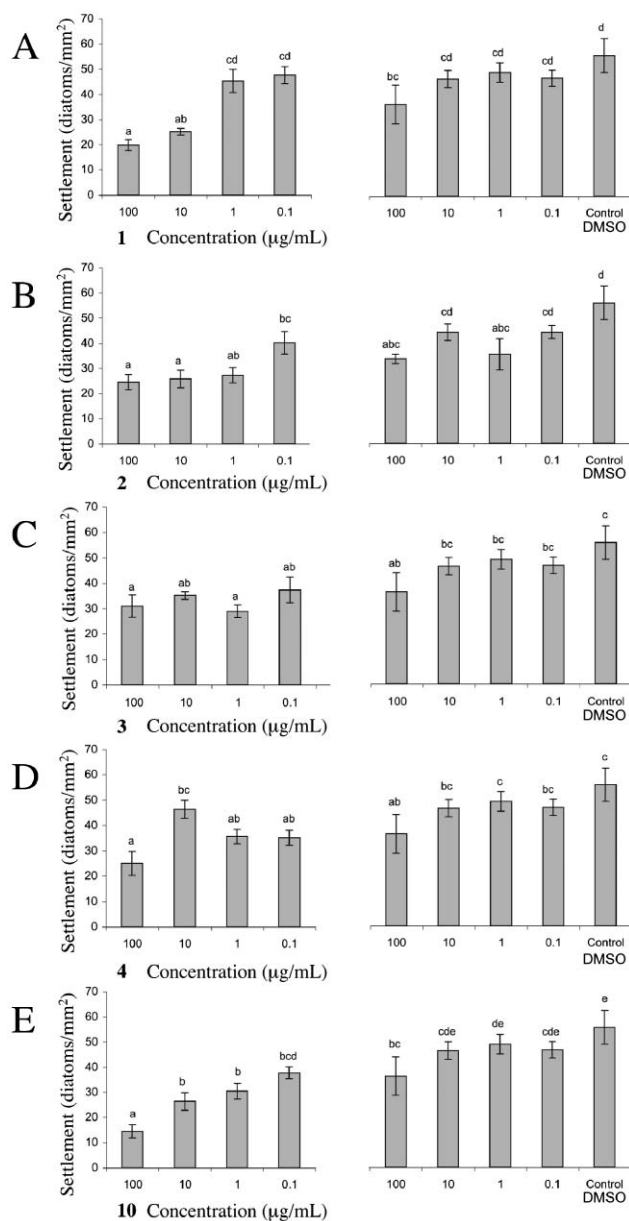 A
Settlement (diatoms/mm²)
70
60
50
40
30
20
10
0
a
ab
cd
cd
bc
cd
cd
cd
d
100
10
1
0.1
100
10
1
0.1
Control
DMSO
1 Concentration (µg/mL)
B
Settlement (diatoms/mm²)
70
60
50
40
30
20
10
0
a
a
ab
bc
abc
cd
abc
cd
d
100
10
1
0.1
100
10
1
0.1
Control
DMSO
2 Concentration (µg/mL)
C
Settlement (diatoms/mm²)
70
60
50
40
30
20
10
0
a
ab
a
ab
ab
bc
bc
bc
c
100
10
1
0.1
100
10
1
0.1
Control
DMSO
3 Concentration (µg/mL)
D
Settlement (diatoms/mm²)
70
60
50
40
30
20
10
0
a
bc
ab
ab
ab
bc
c
bc
c
100
10
1
0.1
100
10
1
0.1
Control
DMSO
4 Concentration (µg/mL)
E
Settlement (diatoms/mm²)
70
60
50
40
30
20
10
0
a
b
b
bcd
bc
cde
de
cde
e
100
10
1
0.1
100
10
1
0.1
Control
DMSO
10 Concentration (µg/mL)